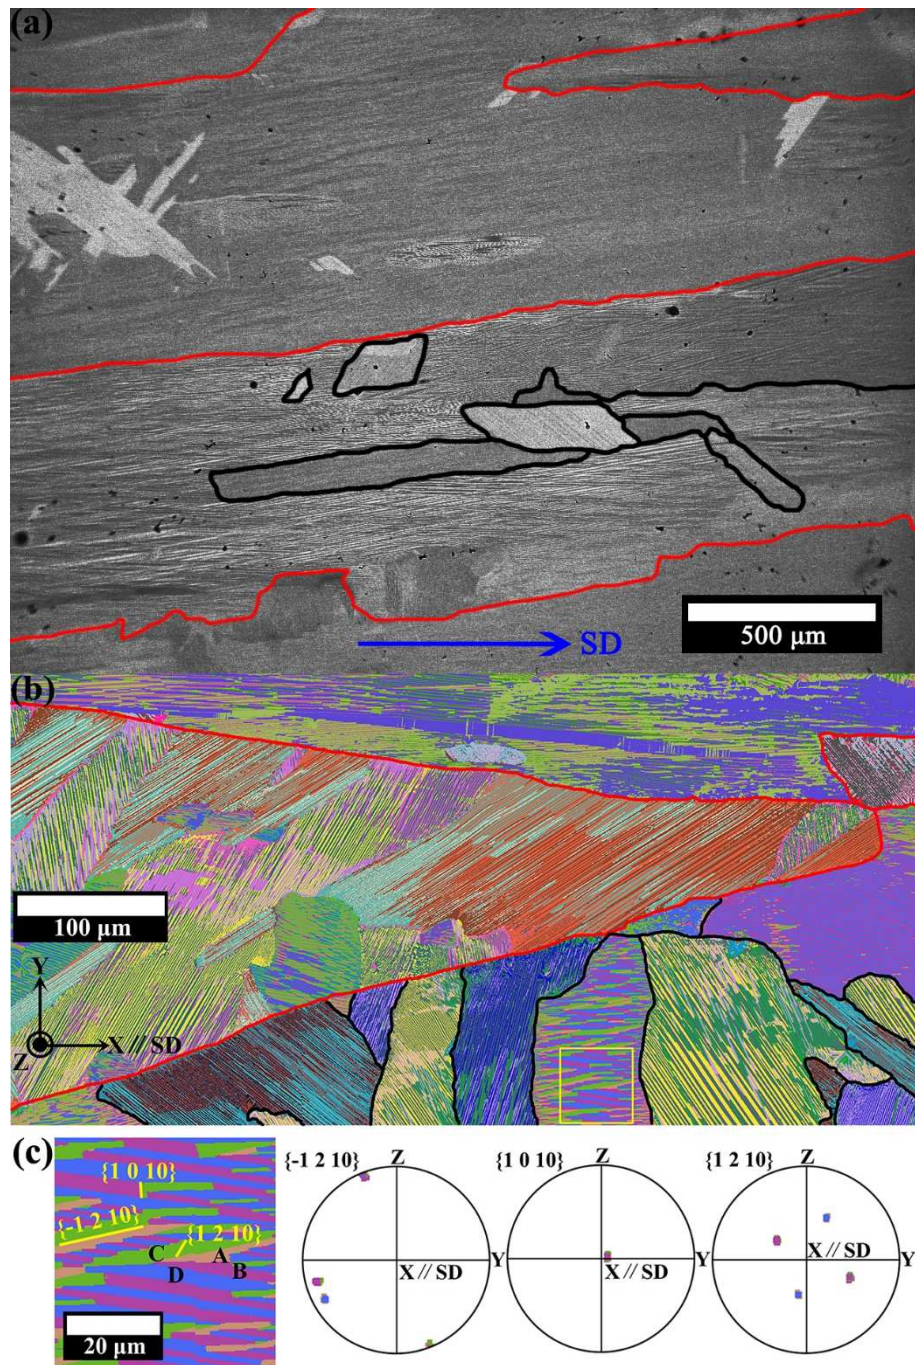 (a)
SD
500 µm
(b)
100 µm
Y
Z
X // SD
(c)
{1 0 10}
{-1 2 10}
{1 2 10}
C
A
D
B
20 µm
{-1 2 10}
Z
Y
X // SD
{1 0 10}
Z
Y
X // SD
{1 2 10}
Z
Y
X // SD